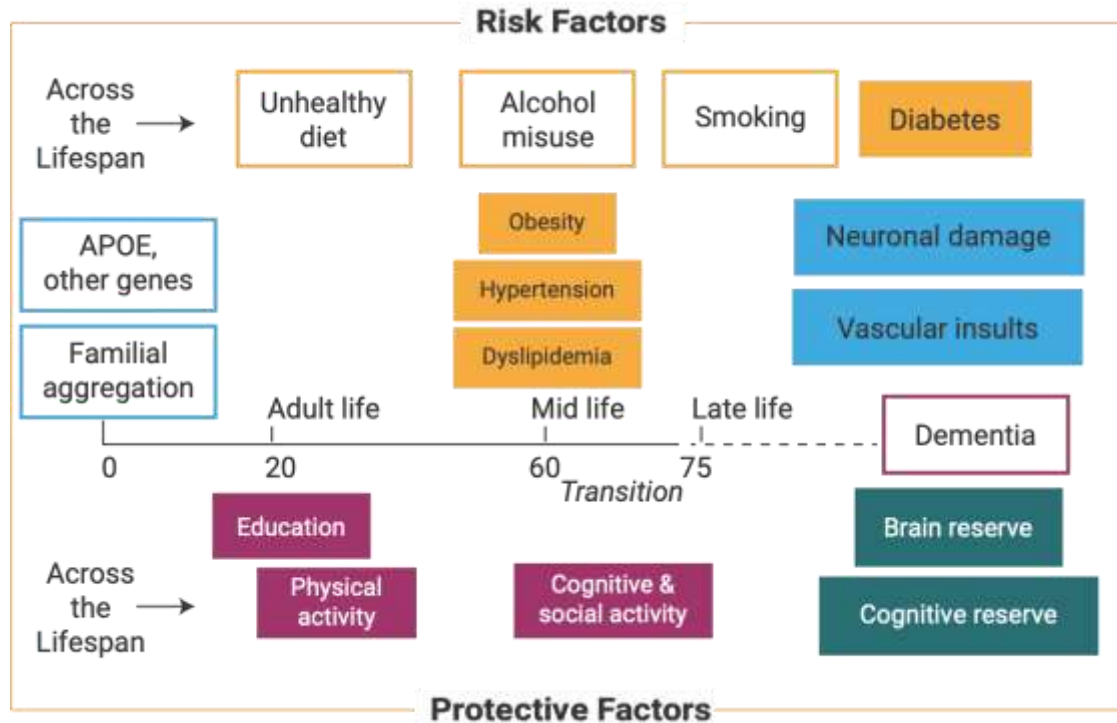 Risk Factors
Across
the
Lifespan
Unhealthy
diet
Alcohol
misuse
Smoking
Diabetes
APOE,
other genes
Familial
aggregation
Obesity
Hypertension
Dyslipidemia
Neuronal damage
Vascular insults
Adult life
Mid life
Late life
Dementia
0
20
60
75
Transition
Education
Brain reserve
Across
the
Lifespan
Physical
activity
Cognitive &
social activity
Cognitive reserve
Protective Factors